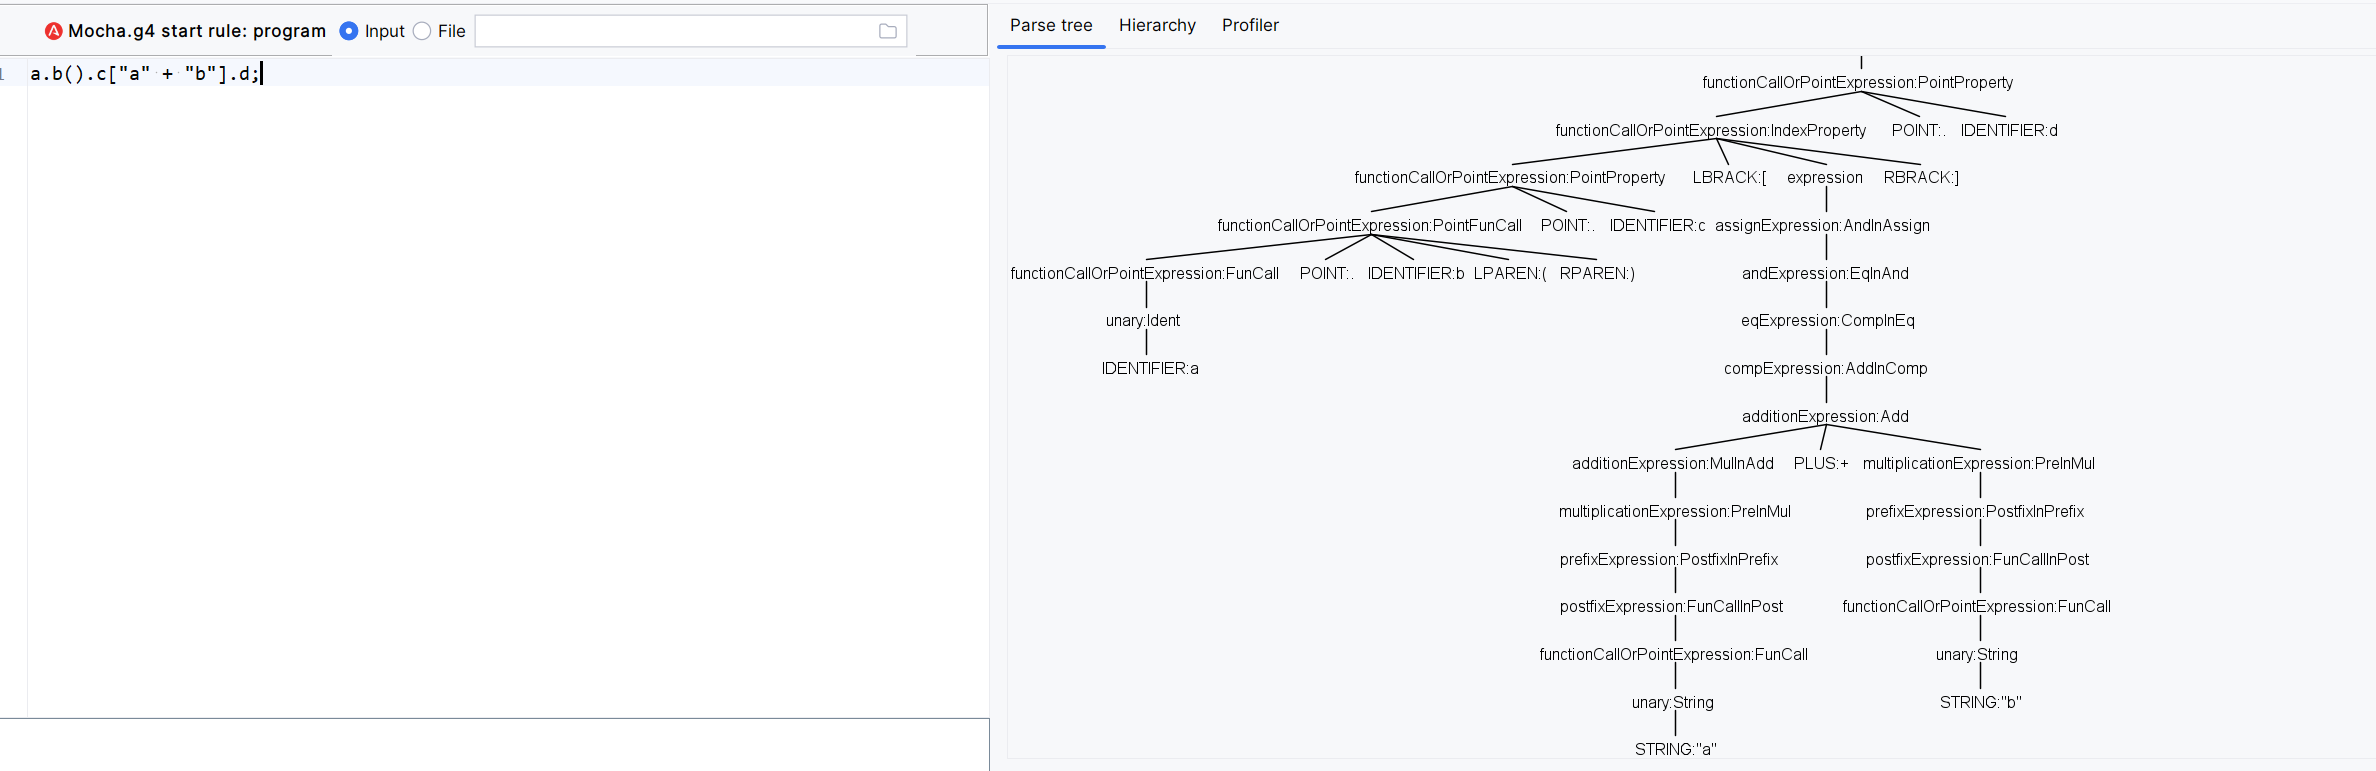 Mocha.g4 start rule: program Input File
Parse tree Hierarchy Profiler
1 a.b().c["a" + "b"].d;
functionCallOrPointExpression:PointProperty
functionCallOrPointExpression:IndexProperty POINT:. IDENTIFIER:d
functionCallOrPointExpression:PointProperty LBRACK:[ expression RBRACK:]
functionCallOrPointExpression:PointFunCall POINT:. IDENTIFIER:c assignExpression:AndInAssign
functionCallOrPointExpression:FunCall POINT:. IDENTIFIER:b LPAREN:( RPAREN:) andExpression:EqInAnd
unary:Ident eqExpression:CompInEq
IDENTIFIER:a compExpression:AddInComp
additionExpression:Add
additionExpression:MulInAdd PLUS:+ multiplicationExpression:PreInMul
multiplicationExpression:PreInMul prefixExpression:PostfixInPrefix
prefixExpression:PostfixInPrefix postfixExpression:FunCallInPost
postfixExpression:FunCallInPost functionCallOrPointExpression:FunCall
functionCallOrPointExpression:FunCall unary:String
unary:String STRING:"b"
STRING:"a"